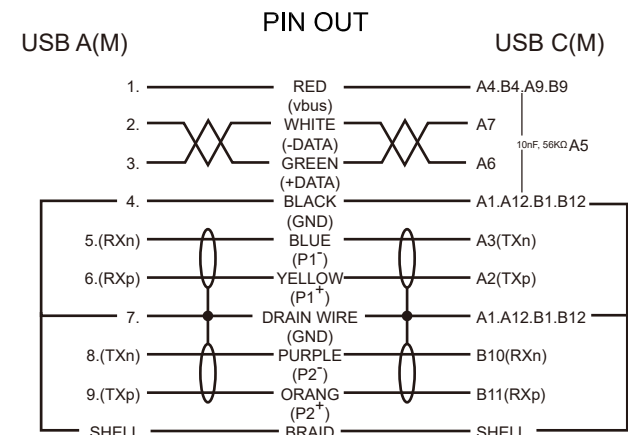 PIN OUT
USB A(M) USB C(M)
1. RED A4.B4.A9.B9
(vbus)
2. WHITE A7
(-DATA) 10nF, 56KΩ A5
3. GREEN A6
(+DATA)
4. BLACK A1.A12.B1.B12
(GND)
5.(RXn) BLUE A3(TXn)
(P1-)
6.(RXp) YELLOW A2(TXp)
(P1+)
7. DRAIN WIRE A1.A12.B1.B12
(GND)
8.(TXn) PURPLE B10(RXn)
(P2-)
9.(TXp) ORANG B11(RXp)
(P2+)
SHELL BRAID SHELL